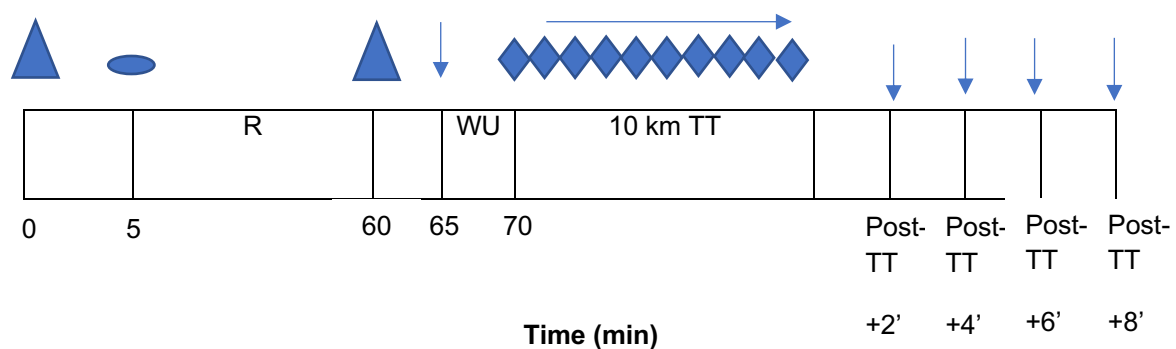 R WU 10 km TT
0 5 60 65 70 Post- Post- Post- Post-
TT TT TT TT
+2’ +4’ +6’ +8’
Time (min)